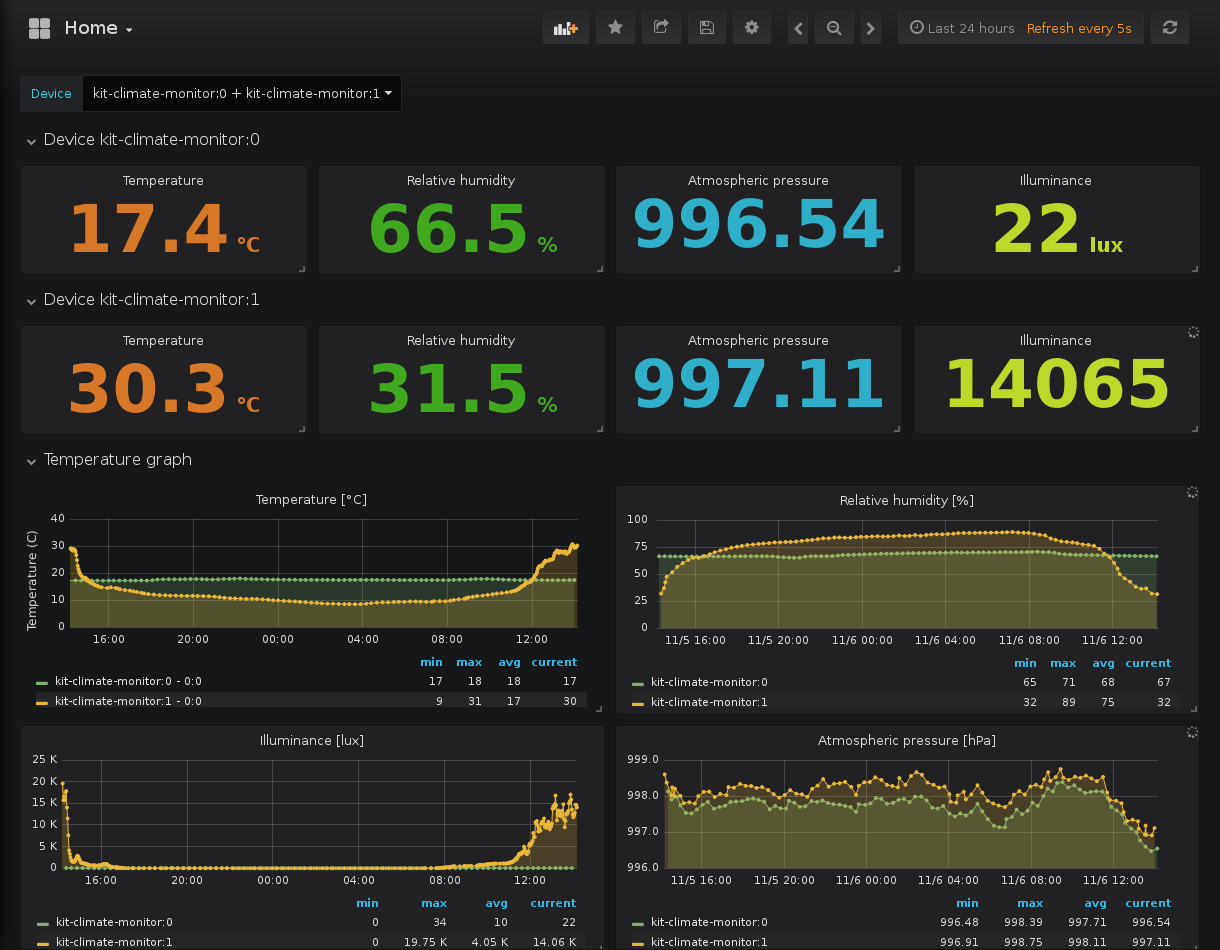 Home
Last 24 hours Refresh every 5s
Device kit-climate-monitor:0 + kit-climate-monitor:1
Device kit-climate-monitor:0
Temperature Relative humidity Atmospheric pressure Illuminance
17.4 °C 66.5 % 996.54 22 lux
Device kit-climate-monitor:1
Temperature Relative humidity Atmospheric pressure Illuminance
30.3 °C 31.5 % 997.11 14065
Temperature graph
Temperature [°C]
Temperature (C)
40
30
20
10
0
16:00 20:00 00:00 04:00 08:00 12:00
min max avg current
kit-climate-monitor:0 - 0:0 17 18 18 17
kit-climate-monitor:1 - 0:0 9 31 17 30
Relative humidity [%]
100
75
50
25
0
11/5 16:00 11/5 20:00 11/6 00:00 11/6 04:00 11/6 08:00 11/6 12:00
min max avg current
kit-climate-monitor:0 65 71 68 67
kit-climate-monitor:1 32 89 75 32
Illuminance [lux]
25 K
20 K
15 K
10 K
5 K
0
16:00 20:00 00:00 04:00 08:00 12:00
min max avg current
kit-climate-monitor:0 0 34 10 22
kit-climate-monitor:1 0 19.75 K 4.05 K 14.06 K
Atmospheric pressure [hPa]
999.0
998.0
997.0
996.0
11/5 16:00 11/5 20:00 11/6 00:00 11/6 04:00 11/6 08:00 11/6 12:00
min max avg current
kit-climate-monitor:0 996.48 998.39 997.71 996.54
kit-climate-monitor:1 996.91 998.75 998.11 997.11